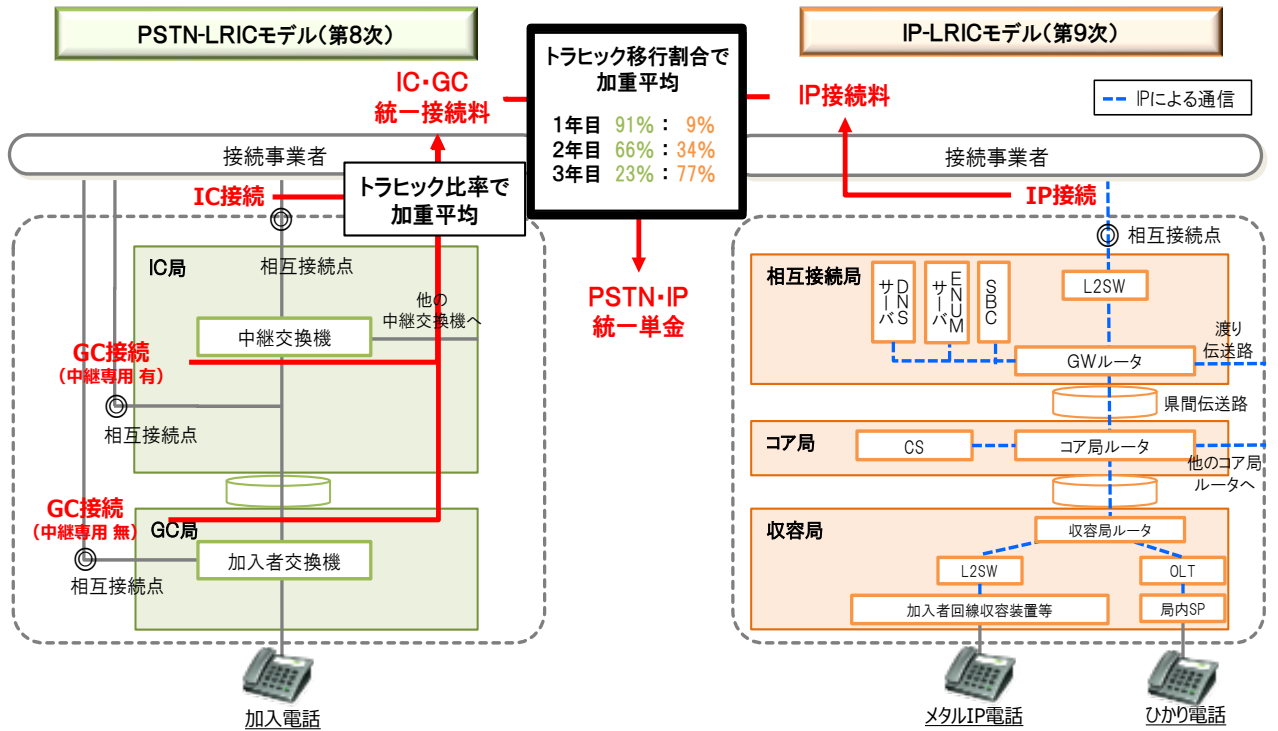 PSTN-LRICモデル(第8次)
IC・GC
統一接続料
接続事業者
IC接続
トラヒック比率で
加重平均
相互接続点
IC局
他の
中継交換機へ
中継交換機
GC接続
(中継専用 有)
相互接続点
GC接続
(中継専用 無)
GC局
加入者交換機
相互接続点
加入電話
トラヒック移行割合で
加重平均
1年目 91% : 9%
2年目 66% : 34%
3年目 23% : 77%
PSTN・IP
統一単金
IP-LRICモデル(第9次)
IP接続料
IPによる通信
接続事業者
IP接続
相互接続点
相互接続局
DNS
サーバ
ENUM
サーバ
SBC
L2SW
渡り
伝送路
GWルータ
県間伝送路
コア局
CS
コア局ルータ
他のコア局
ルータへ
収容局
収容局ルータ
L2SW
OLT
加入者回線収容装置等
局内SP
メタルIP電話
ひかり電話